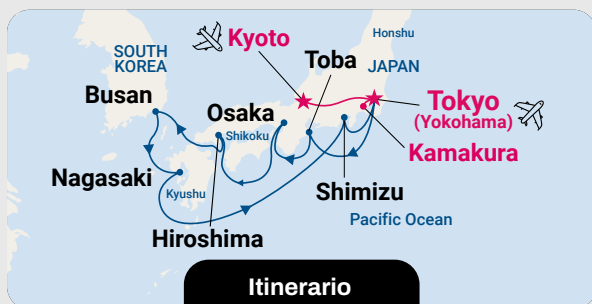 Kyoto
Honshu
SOUTH
KOREA
Toba
JAPAN
Busan
Osaka
Tokyo
(Yokohama)
Shikoku
Kamakura
Nagasaki
Kyushu
Shimizu
Pacific Ocean
Hiroshima
Itinerario